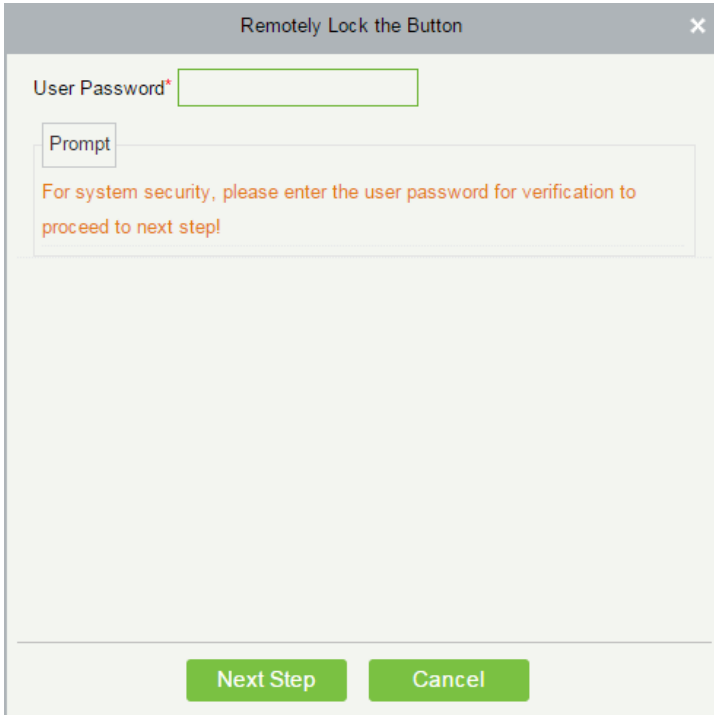 Remotely Lock the Button ×
User Password*
Prompt
For system security, please enter the user password for verification to
proceed to next step!
Next Step Cancel